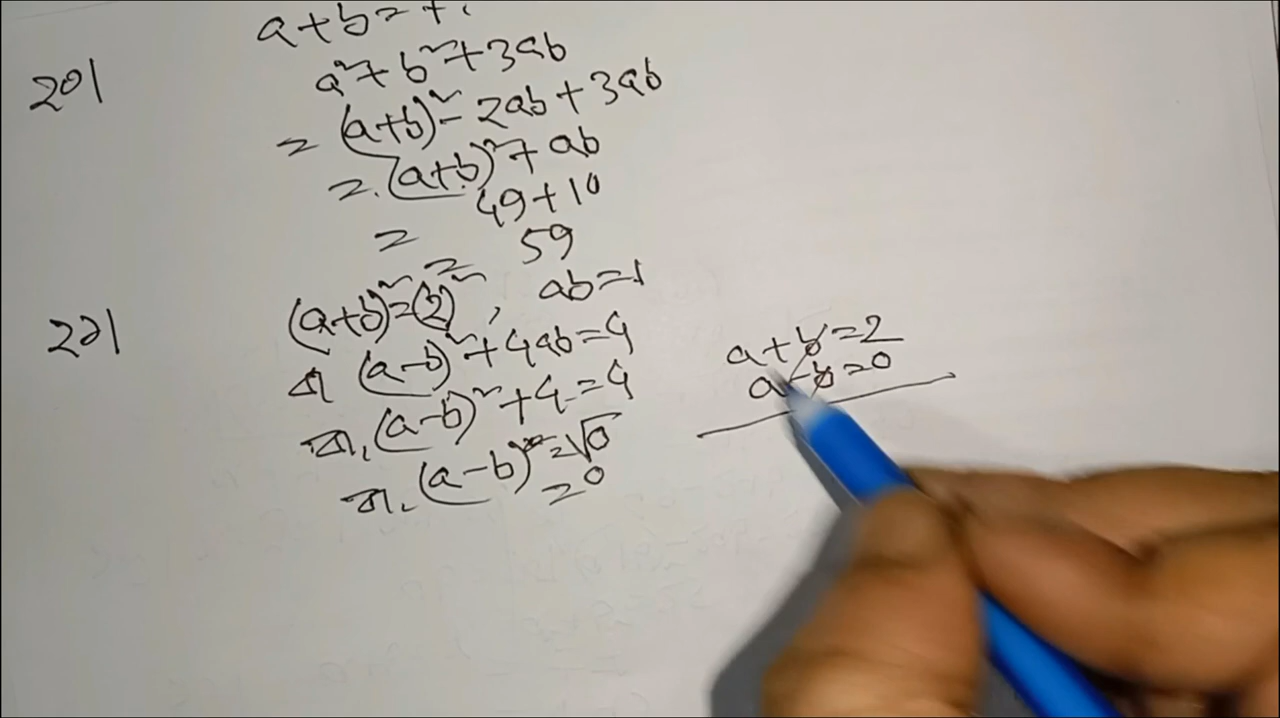 a+b=7.
২০। a²+b²+3ab
= (a+b)²- 2ab+3ab
= (a+b)²+ab
= 49+10
= 59
২১। (a+b)²=(2)², ab=1
বা (a-b)²+4ab=4
বা, (a-b)²+4=4
বা, (a-b)²=√0
=0
a+b=2
a-b=0